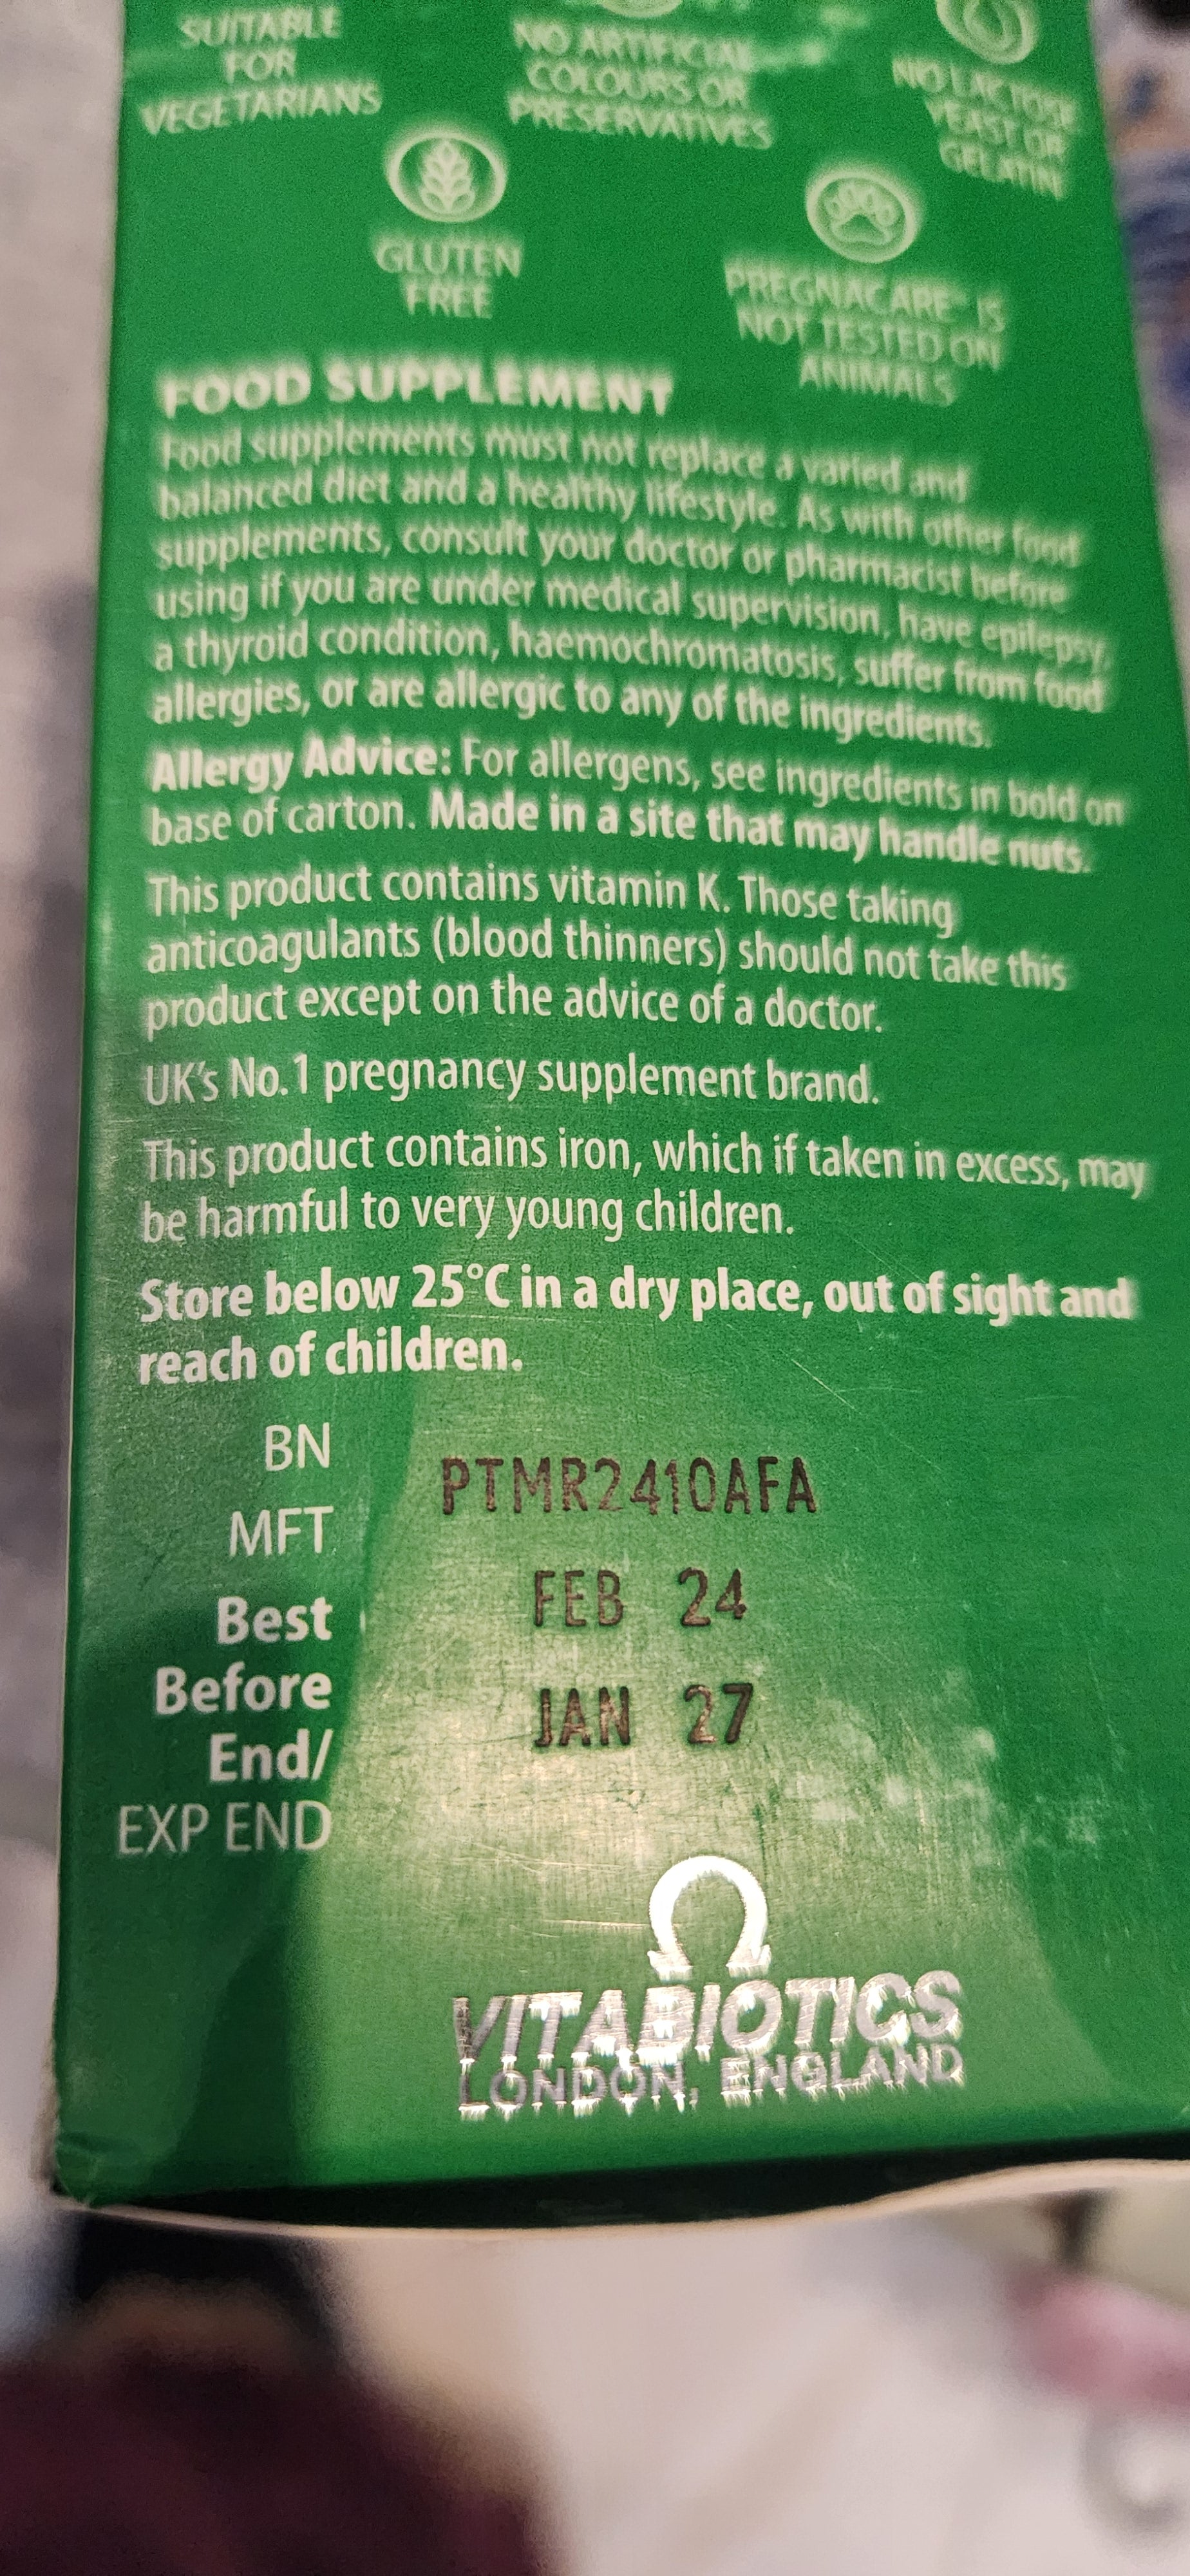 SUITABLE
FOR
VEGETARIANS
NO ARTIFICIAL
COLOURS OR
PRESERVATIVES
NO LACTOSE
YEAST OR
GELATIN
GLUTEN
FREE
PREGNACARE® IS
NOT TESTED ON
ANIMALS
FOOD SUPPLEMENT
Food supplements must not replace a varied and
balanced diet and a healthy lifestyle. As with other food
supplements, consult your doctor or pharmacist before
using if you are under medical supervision, have epilepsy,
a thyroid condition, haemochromatosis, suffer from food
allergies, or are allergic to any of the ingredients.
Allergy Advice: For allergens, see ingredients in bold on
base of carton. Made in a site that may handle nuts.
This product contains vitamin K. Those taking
anticoagulants (blood thinners) should not take this
product except on the advice of a doctor.
UK's No.1 pregnancy supplement brand.
This product contains iron, which if taken in excess, may
be harmful to very young children.
Store below 25°C in a dry place, out of sight and
reach of children.
BN PTMR2410AFA
MFT FEB 24
Best
Before JAN 27
End/
EXP END
VITABIOTICS
LONDON, ENGLAND